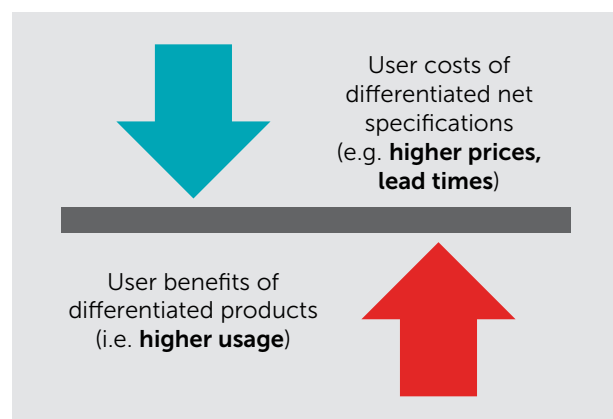 User costs of
differentiated net
specifications
(e.g. higher prices,
lead times)
User benefits of
differentiated products
(i.e. higher usage)